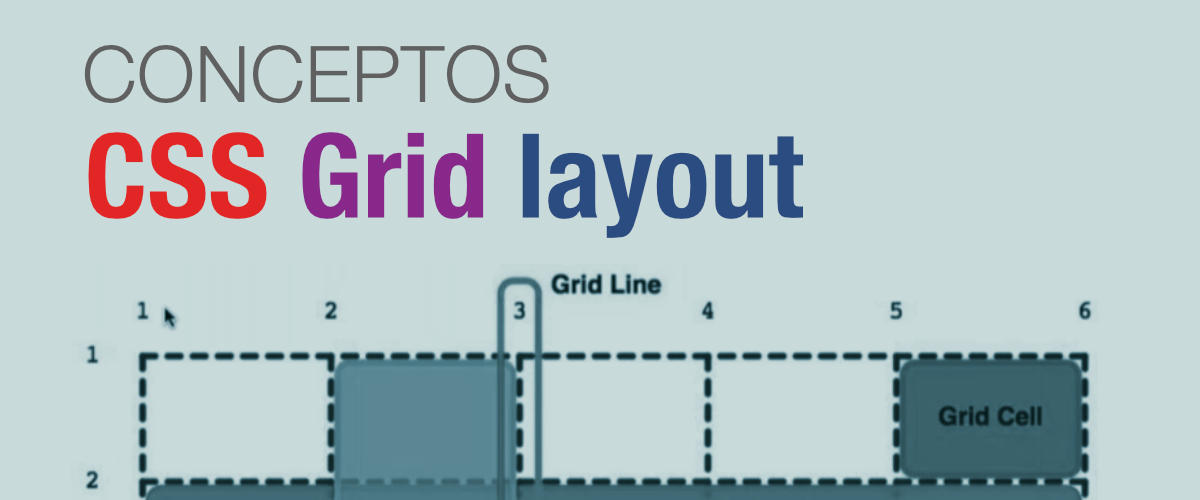 CONCEPTOS
CSS Grid layout
Grid Line
1 2 3 4 5 6
1
Grid Cell
2